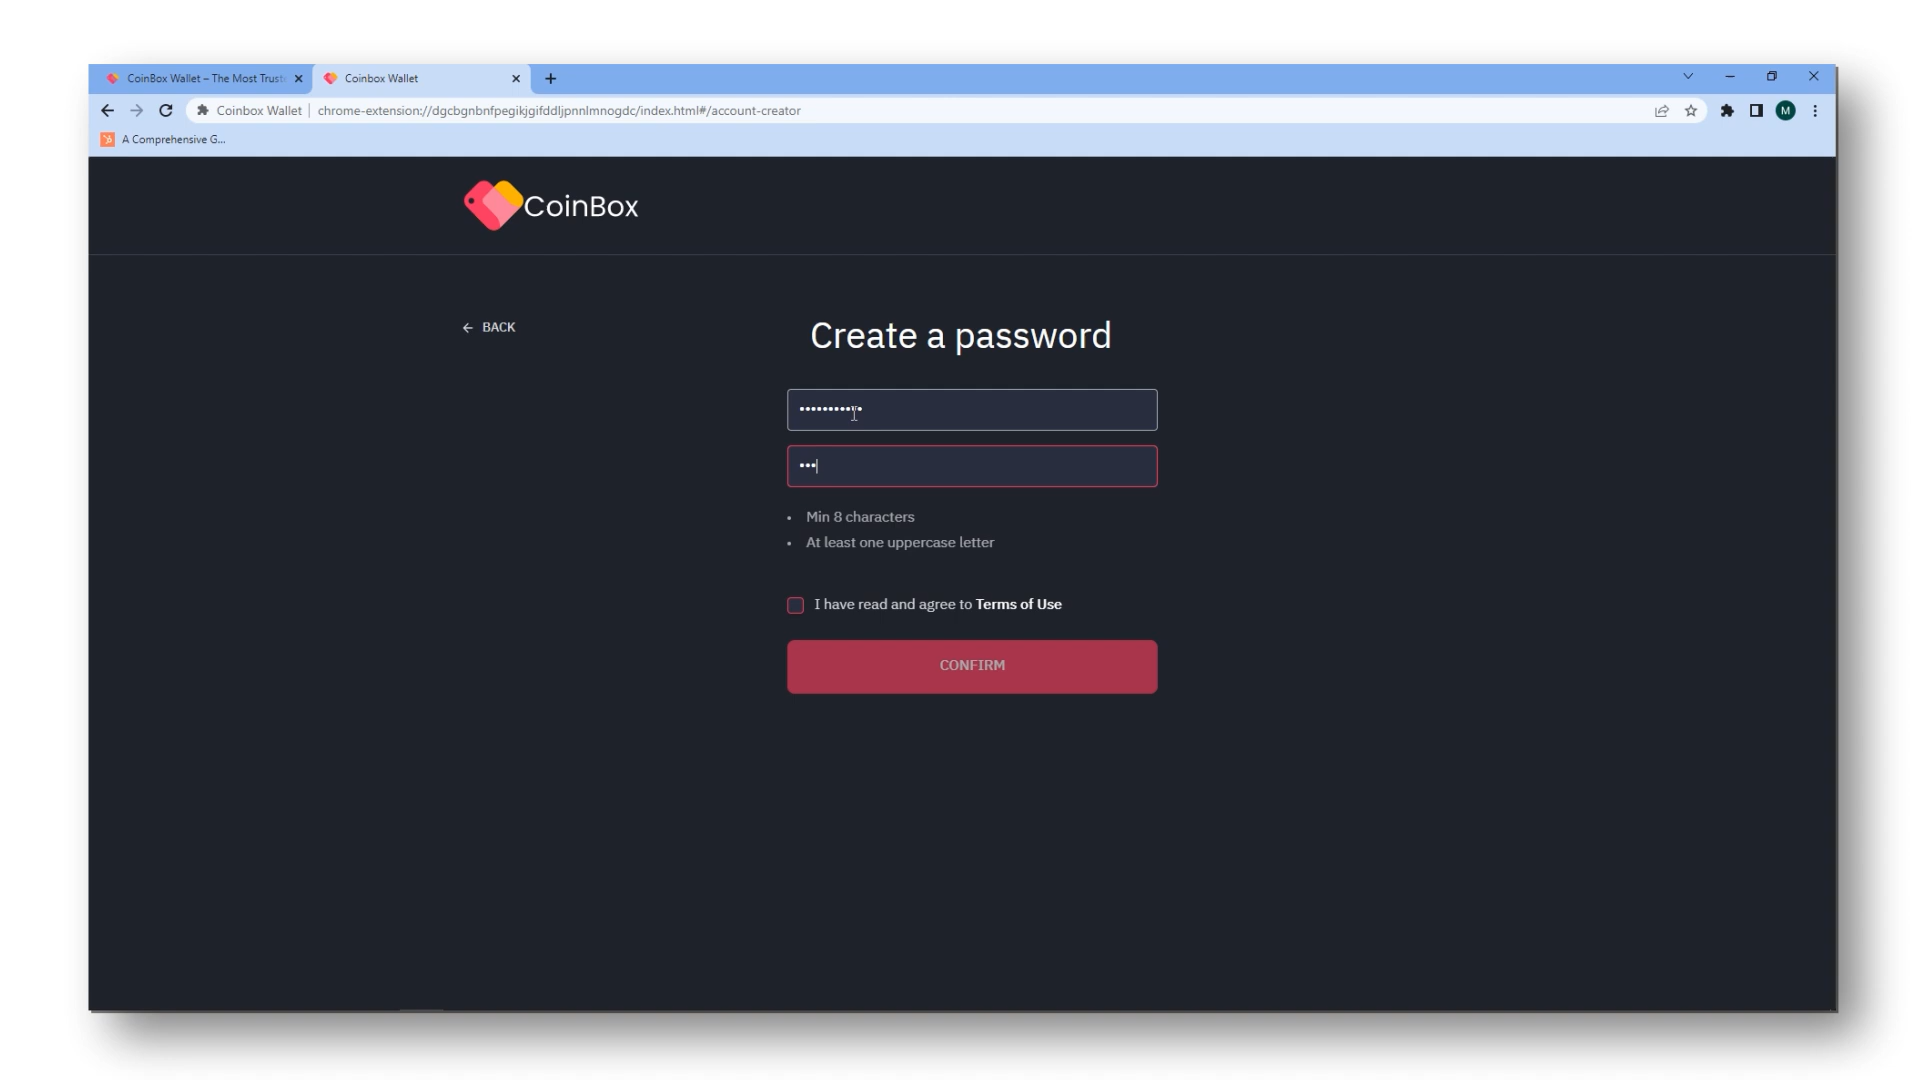 CoinBox Wallet – The Most Trust
Coinbox Wallet
Coinbox Wallet | chrome-extension://dgcbgnbnfpegikjgifddljpnnlmnogdc/index.html#/account-creator
M
A Comprehensive G...
CoinBox
BACK
Create a password
Min 8 characters
At least one uppercase letter
I have read and agree to Terms of Use
CONFIRM